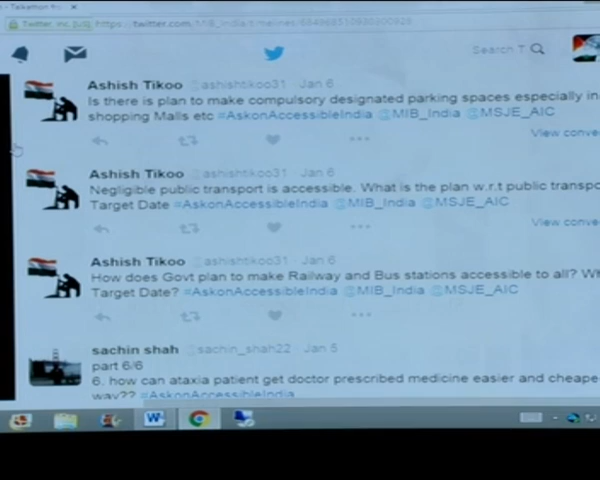 Talkathon fro
Twitter, Inc. [US] https://twitter.com/MIB_India/timelines/
Search T
Ashish Tikoo @ashishtikoo31 Jan 6
Is there is plan to make compulsory designated parking spaces especially in
shopping Malls etc #AskonAccessibleIndia @MIB_India @MSJE_AIC
View conve
Ashish Tikoo @ashishtikoo31 Jan 6
Negligible public transport is accessible. What is the plan w.r.t public transpo
Target Date #AskonAccessibleIndia @MIB_India @MSJE_AIC
View conve
Ashish Tikoo @ashishtikoo31 Jan 6
How does Govt plan to make Railway and Bus stations accessible to all? Wh
Target Date? #AskonAccessibleIndia @MIB_India @MSJE_AIC
sachin shah @sachin_shah22 Jan 5
part 6/6
6. how can ataxia patient get doctor prescribed medicine easier and cheape
way?? #AskonAccessibleIndia